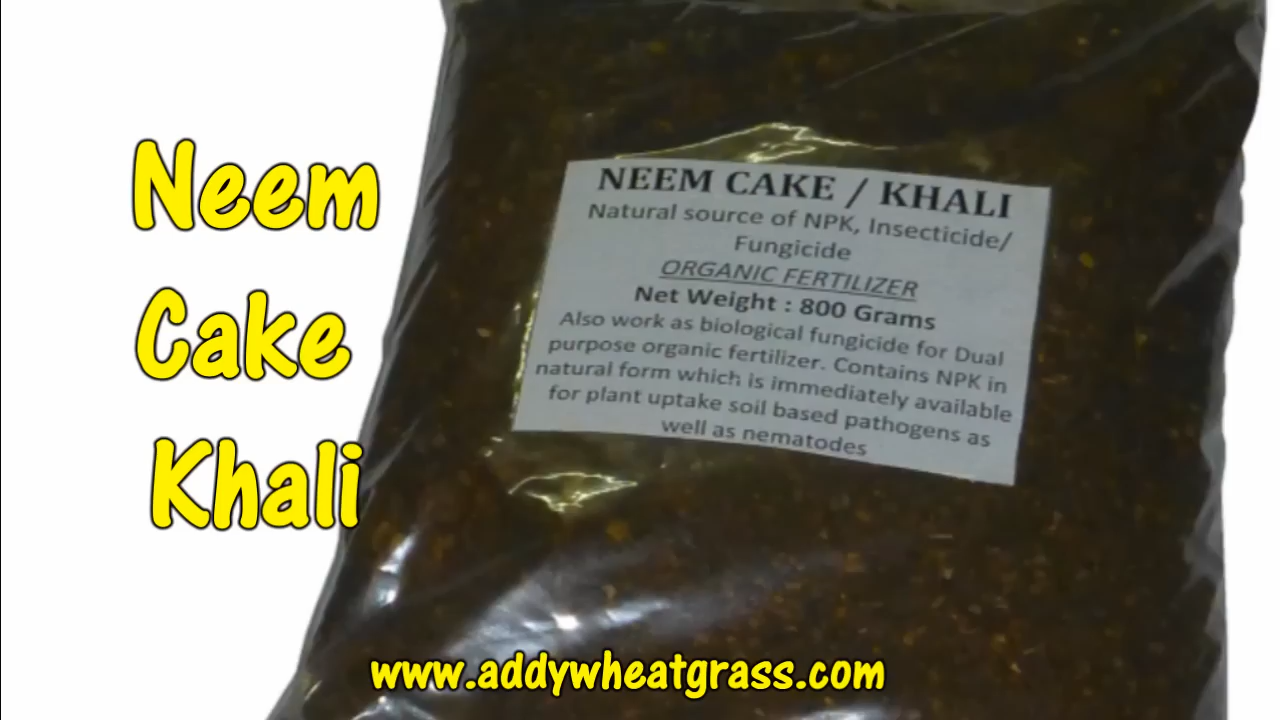 Neem
Cake
Khali
NEEM CAKE / KHALI
Natural source of NPK, Insecticide/
Fungicide
ORGANIC FERTILIZER
Net Weight : 800 Grams
Also work as biological fungicide for Dual
purpose organic fertilizer. Contains NPK in
natural form which is immediately available
for plant uptake soil based pathogens as
well as nematodes
www.addywheatgrass.com